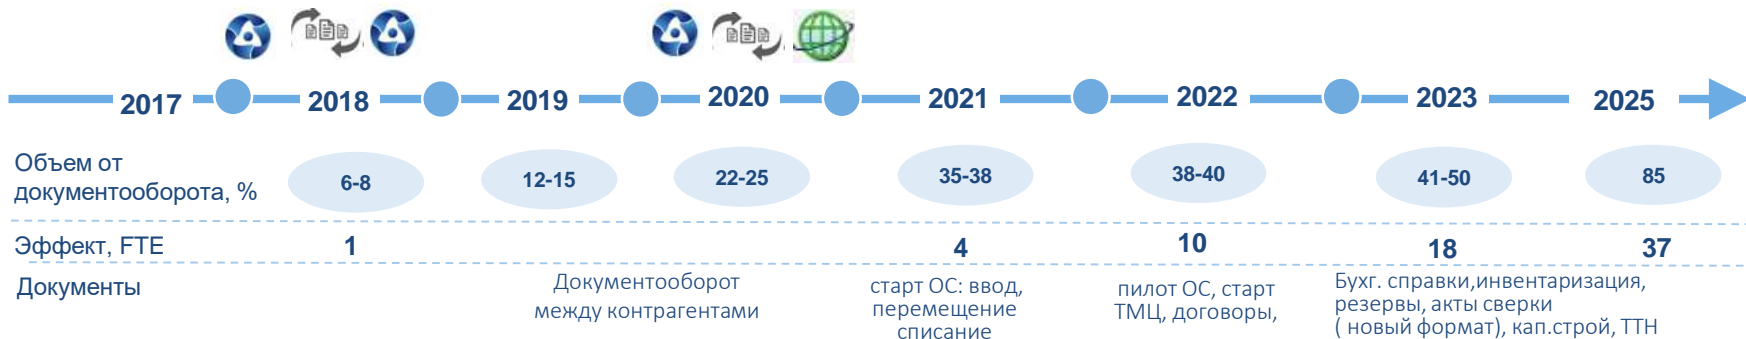 2017 2018 2019 2020 2021 2022 2023 2025
Объем от
документооборота, %
6-8 12-15 22-25 35-38 38-40 41-50 85
Эффект, FTE 1 4 10 18 37
Документы
Документооборот
между контрагентами
старт ОС: ввод,
перемещение
списание
пилот ОС, старт
ТМЦ, договоры,
Бухг. справки,инвентаризация,
резервы, акты сверки
( новый формат), кап.строй, ТТН